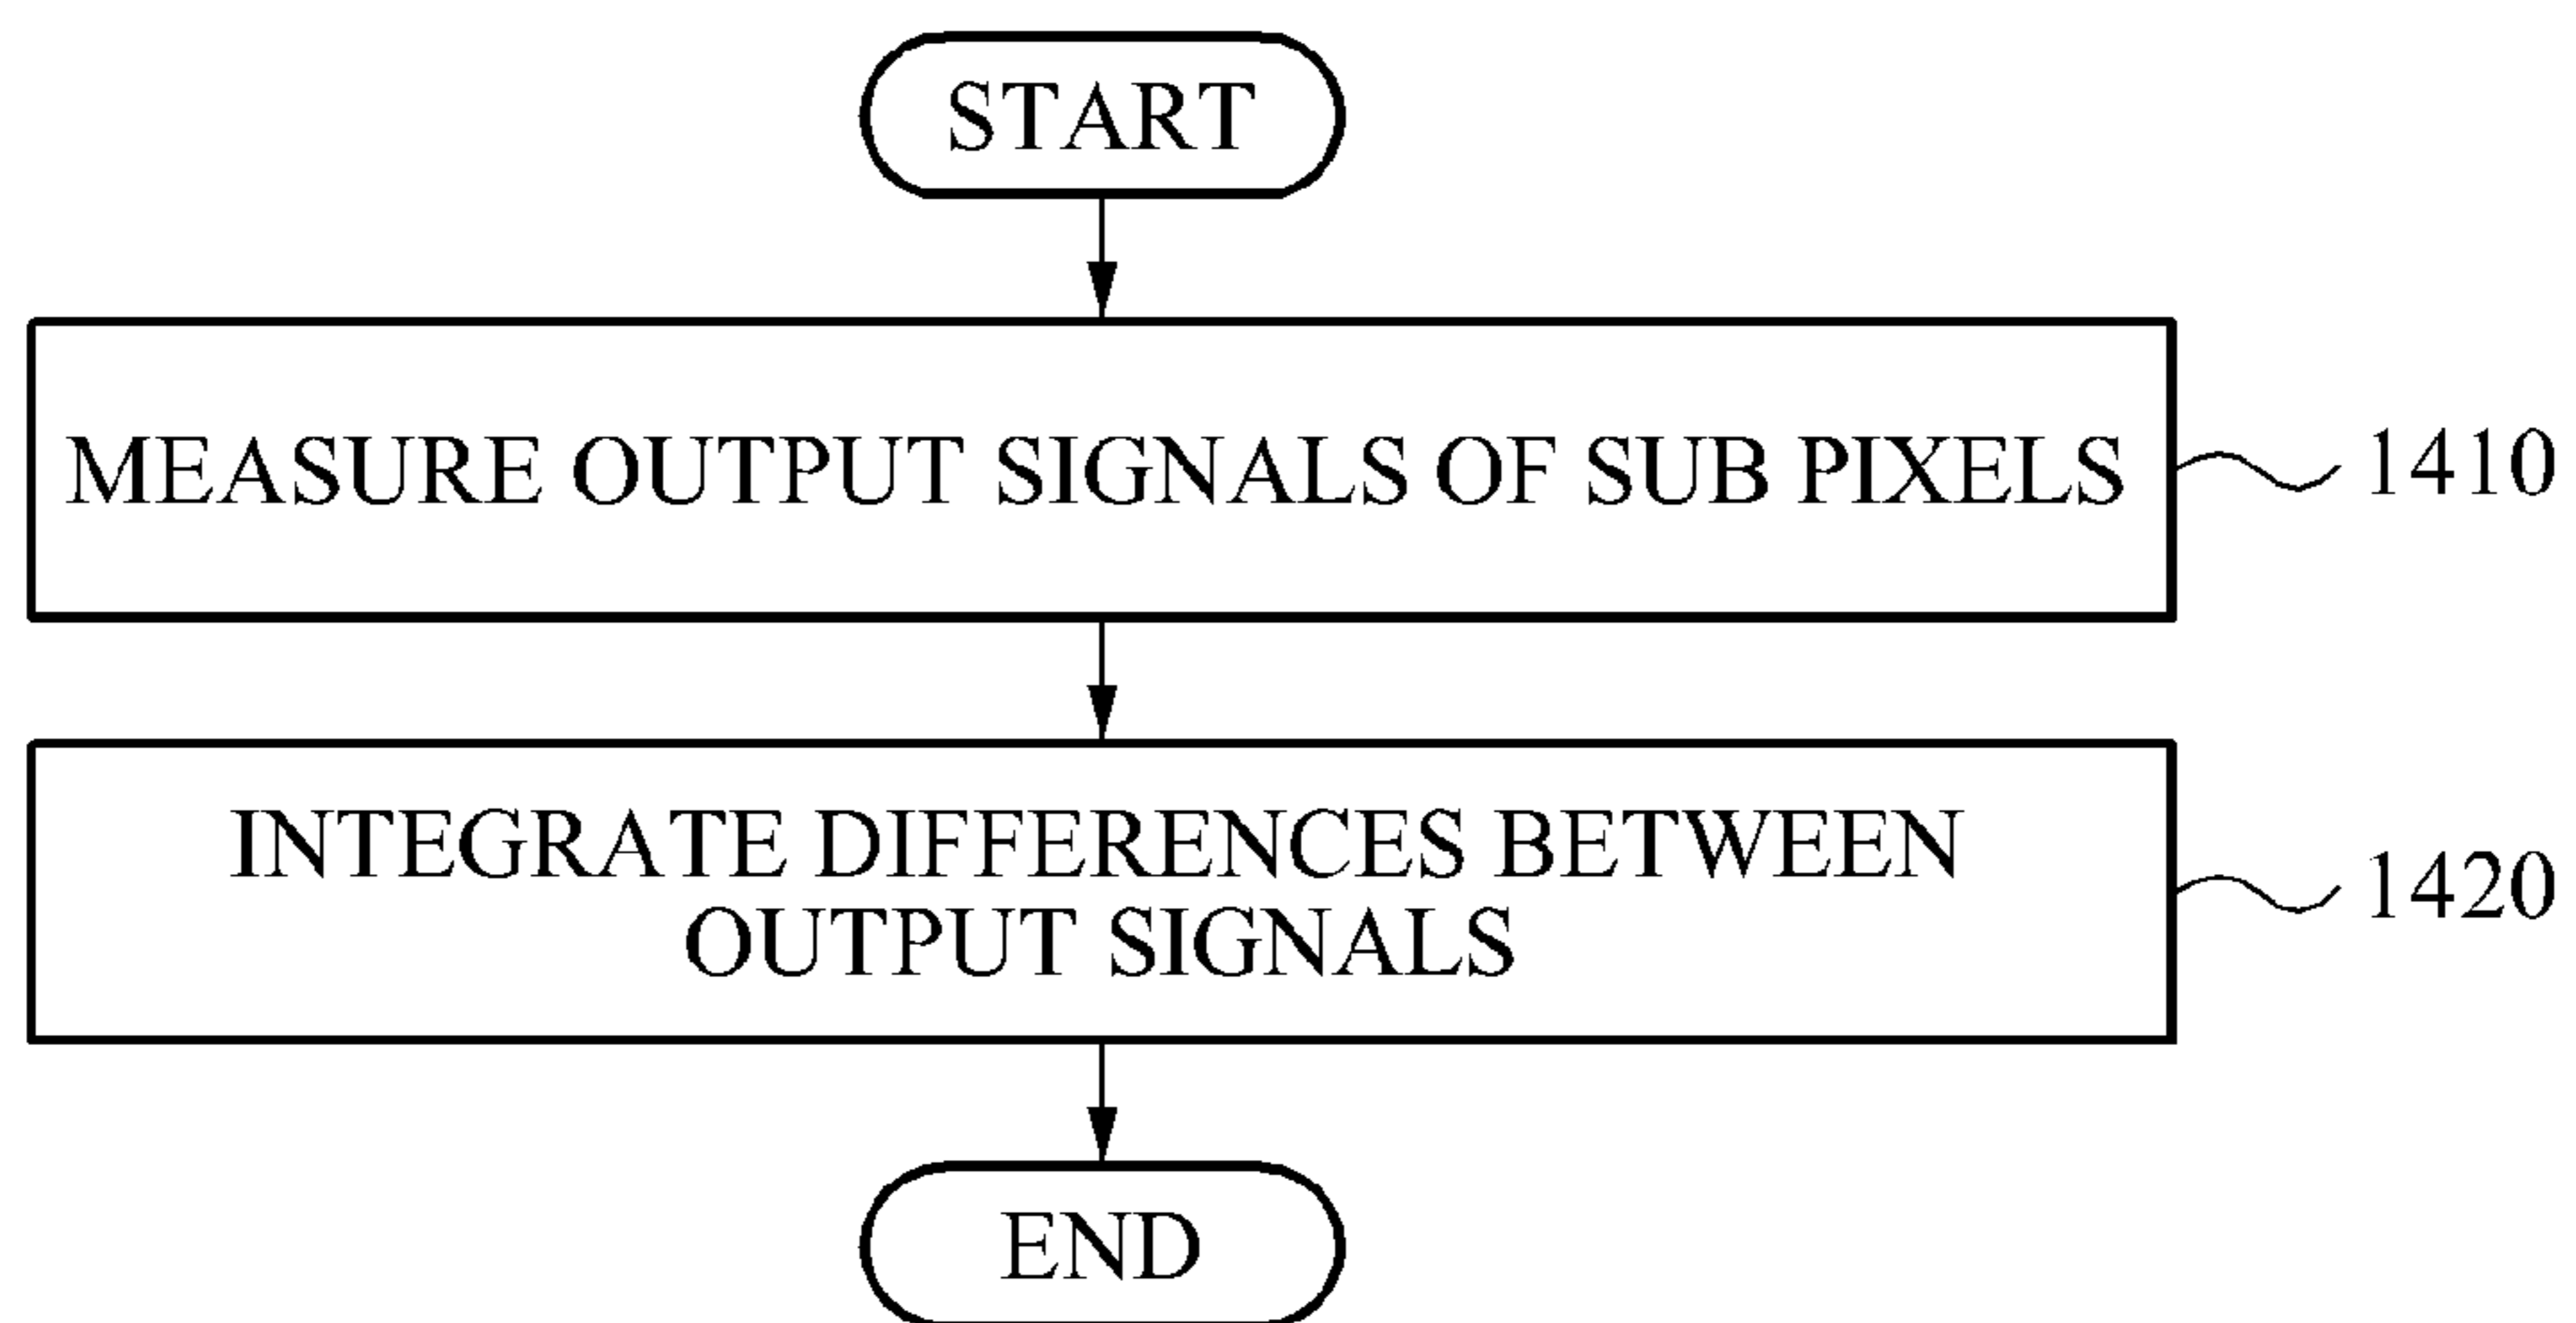 START
MEASURE OUTPUT SIGNALS OF SUB PIXELS
1410
INTEGRATE DIFFERENCES BETWEEN
OUTPUT SIGNALS
1420
END